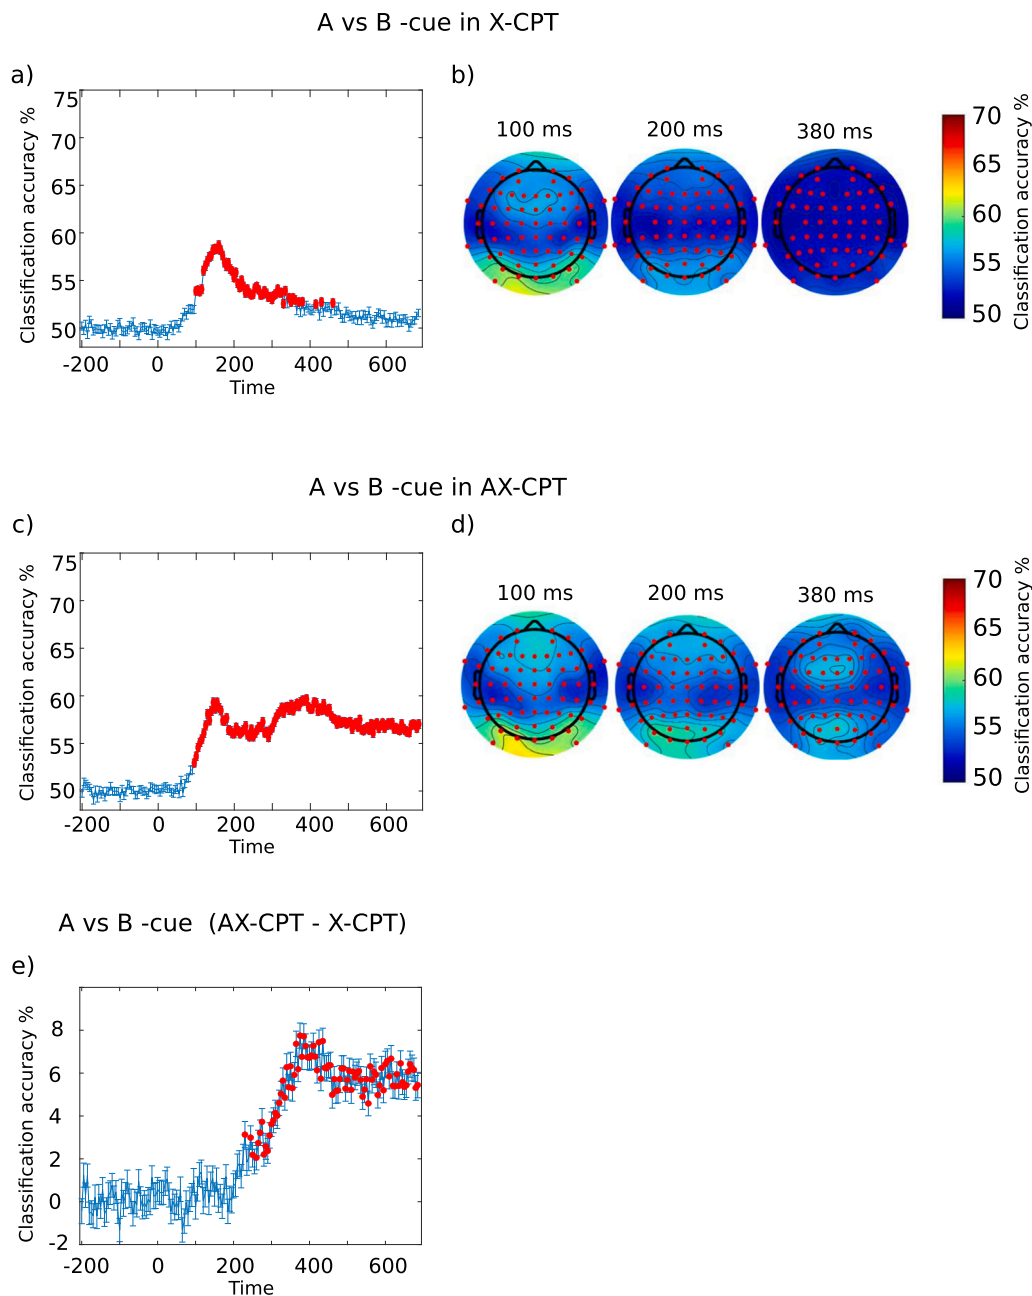 A vs B -cue in X-CPT
a)
b)
Classification accuracy %
75
70
65
60
55
50
-200 0 200 400 600
Time
100 ms 200 ms 380 ms
70
65
60
55
50
Classification accuracy %
A vs B -cue in AX-CPT
c)
d)
Classification accuracy %
75
70
65
60
55
50
-200 0 200 400 600
Time
100 ms 200 ms 380 ms
70
65
60
55
50
Classification accuracy %
A vs B -cue (AX-CPT - X-CPT)
e)
Classification accuracy %
8
6
4
2
0
-2
-200 0 200 400 600
Time